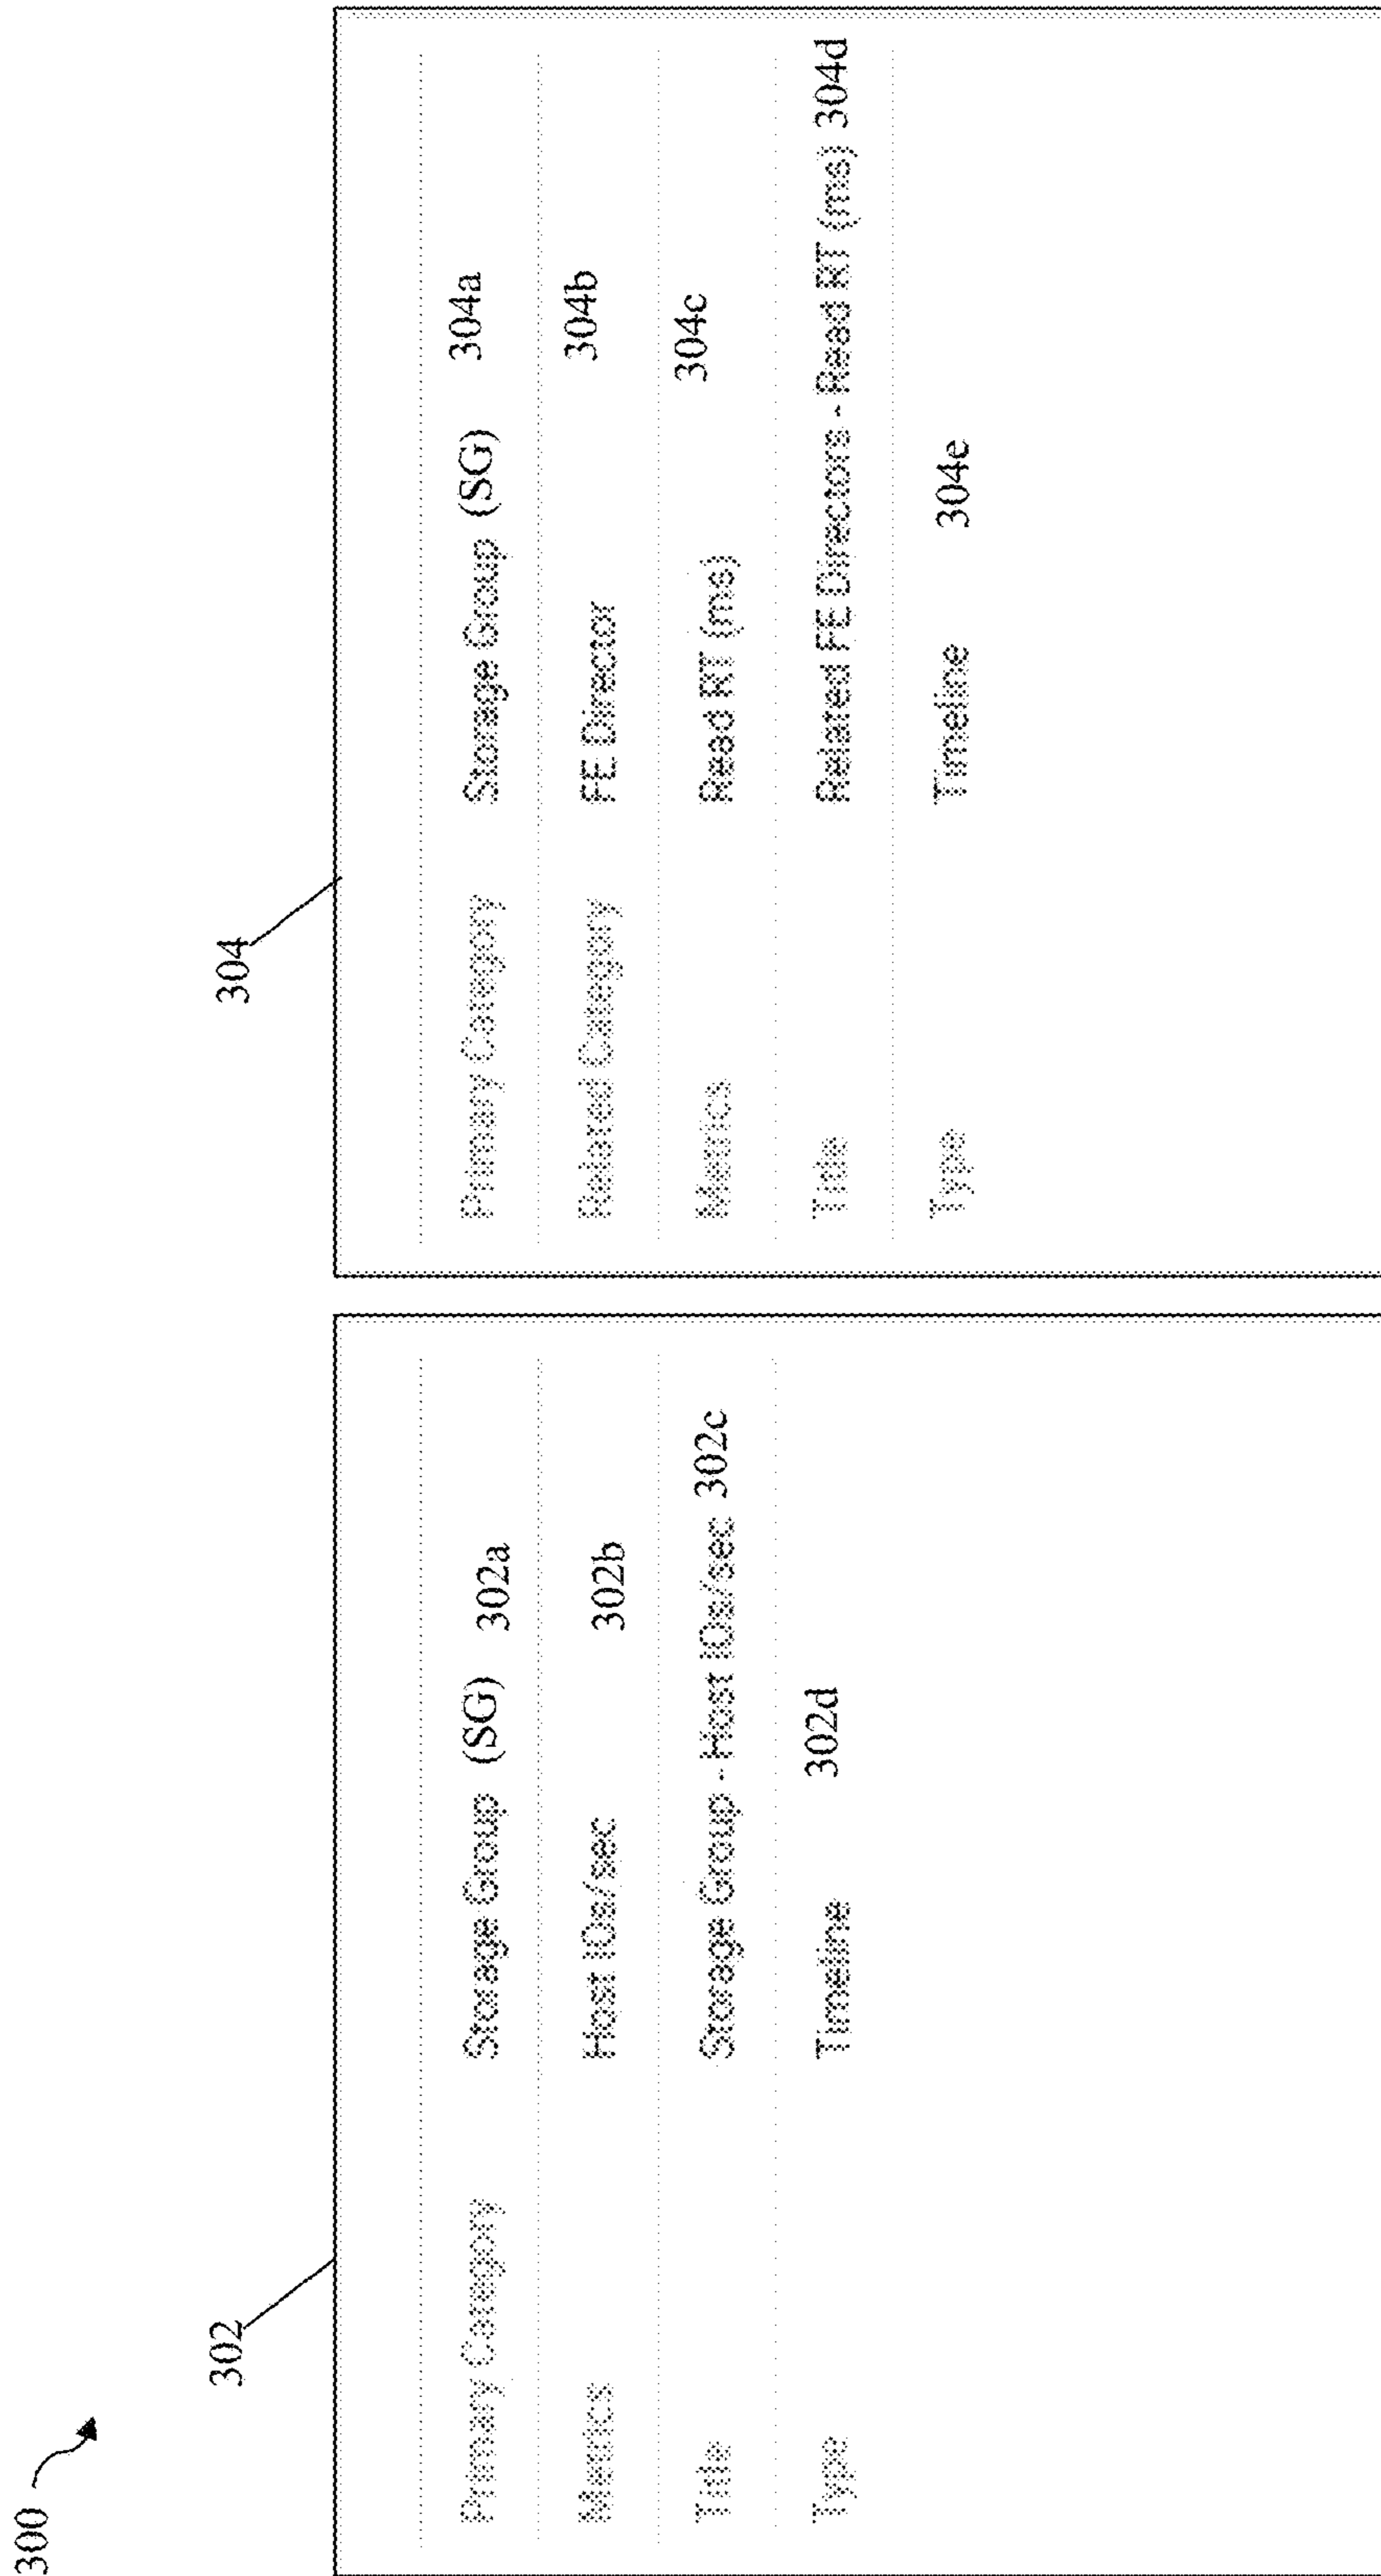 300
302
Primary Category Storage Group (SG) 302a
Metrics Host IOs/sec 302b
Title Storage Group - Host IOs/sec 302c
Type Timeline 302d
304
Primary Category Storage Group (SG) 304a
Related Category FE Director 304b
Metrics Read RT (ms) 304c
Title Related FE Directors - Read RT (ms) 304d
Type Timeline 304e